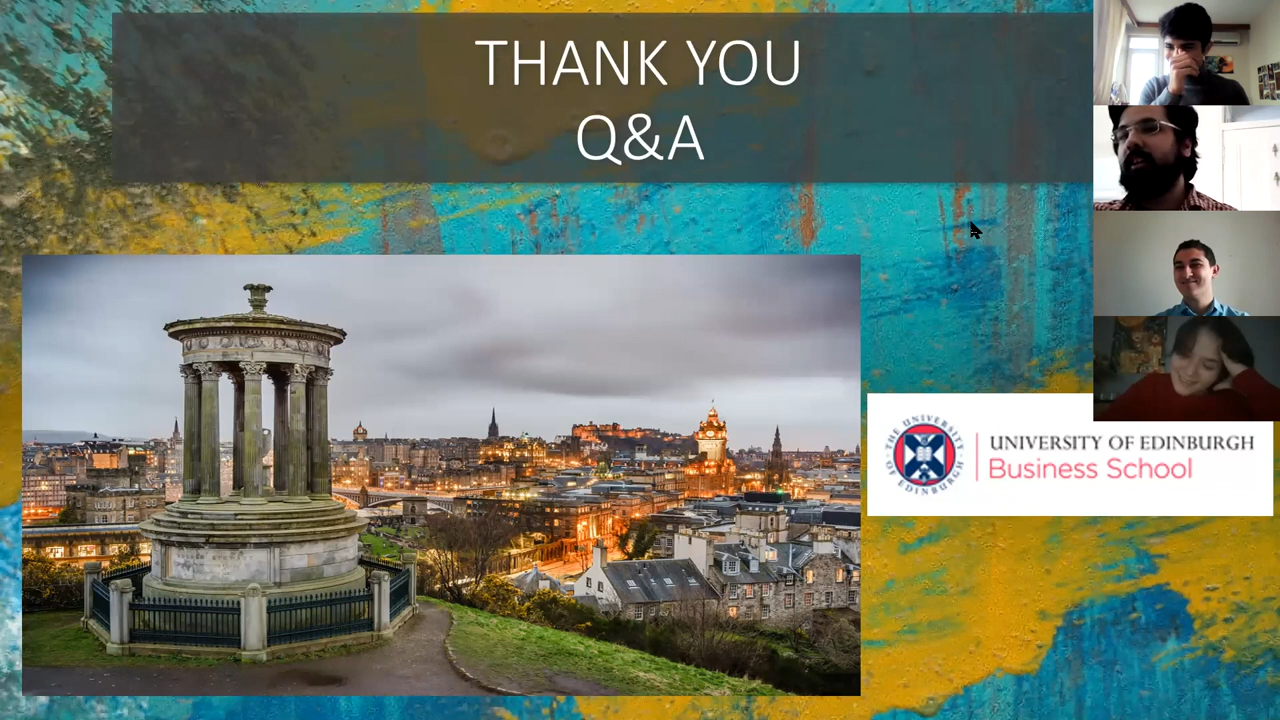 THANK YOU
Q&A
THE UNIVERSITY OF EDINBURGH
UNIVERSITY OF EDINBURGH
Business School